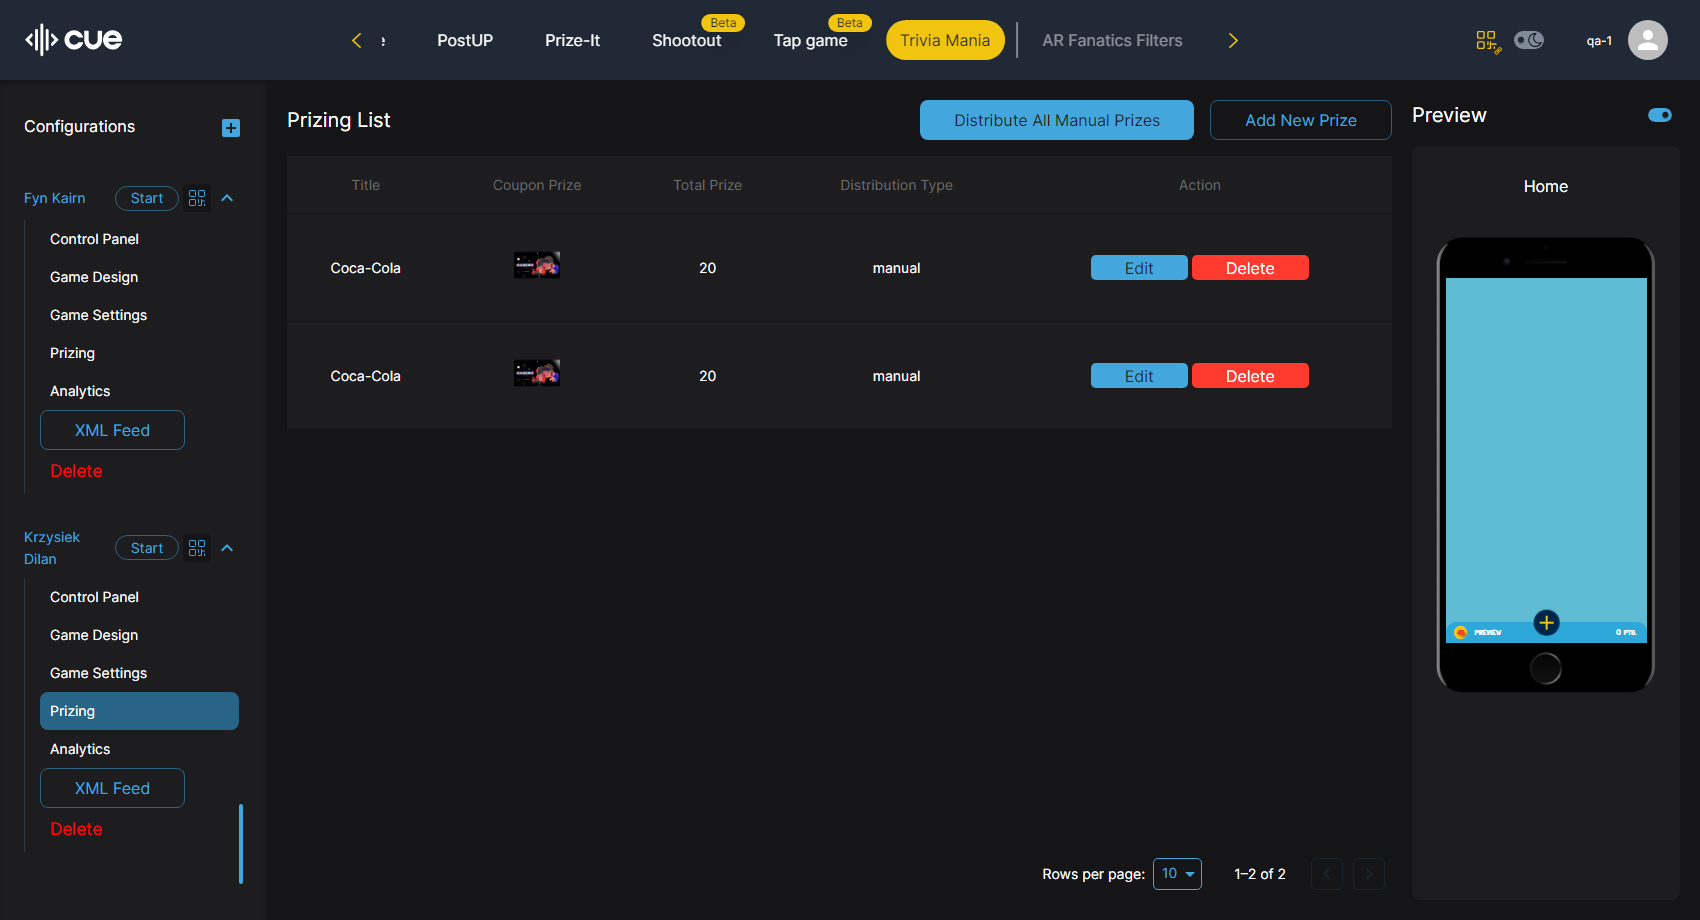 cue
PostUP
Prize-It
Shootout
Beta
Tap game
Beta
Trivia Mania
AR Fanatics Filters
qa-1
Configurations
Fyn Kairn
Start
Control Panel
Game Design
Game Settings
Prizing
Analytics
XML Feed
Delete
Krzysiek
Dilan
Start
Control Panel
Game Design
Game Settings
Prizing
Analytics
XML Feed
Delete
Prizing List
Distribute All Manual Prizes
Add New Prize
Title Coupon Prize Total Prize Distribution Type Action
Coca-Cola 20 manual Edit Delete
Coca-Cola 20 manual Edit Delete
Rows per page: 10 1–2 of 2
Preview
Home
PREVIEW
0 PTS.